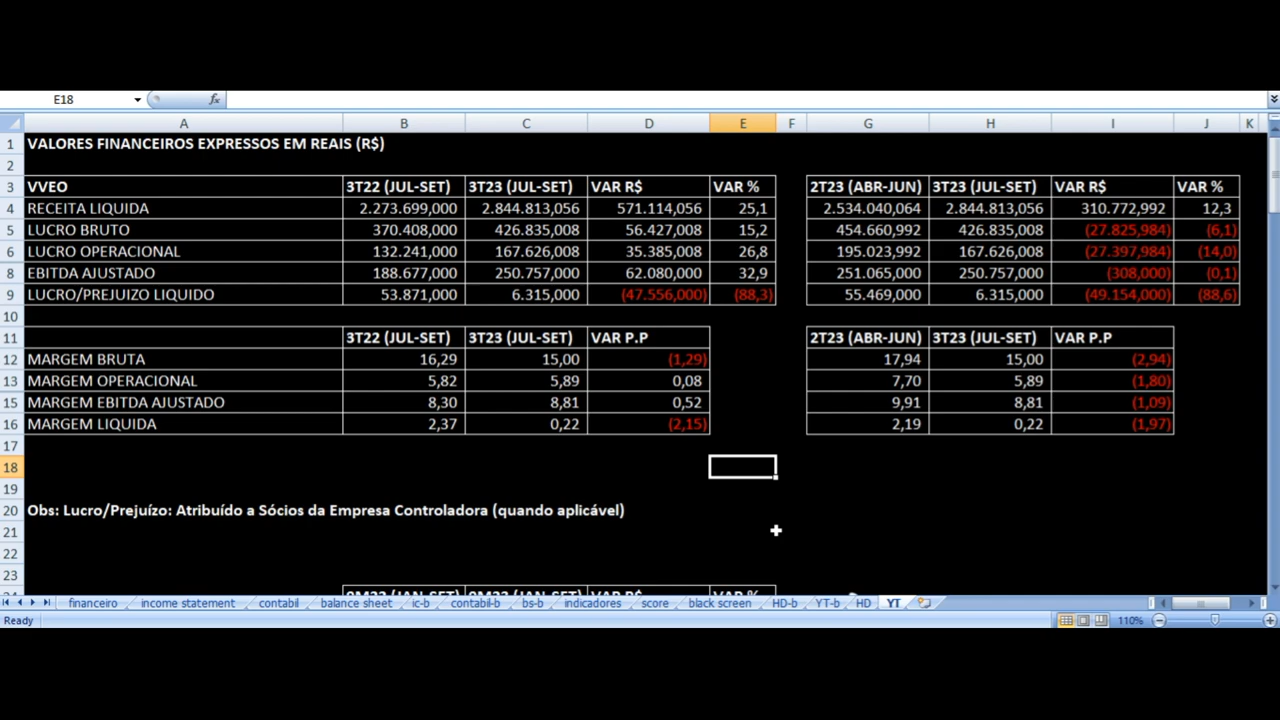 E18
fx
A B C D E F G H I J K
1 VALORES FINANCEIROS EXPRESSOS EM REAIS (R$)
2
3 VVEO 3T22 (JUL-SET) 3T23 (JUL-SET) VAR R$ VAR % 2T23 (ABR-JUN) 3T23 (JUL-SET) VAR R$ VAR %
4 RECEITA LIQUIDA 2.273.699,000 2.844.813,056 571.114,056 25,1 2.534.040,064 2.844.813,056 310.772,992 12,3
5 LUCRO BRUTO 370.408,000 426.835,008 56.427,008 15,2 454.660,992 426.835,008 (27.825,984) (6,1)
6 LUCRO OPERACIONAL 132.241,000 167.626,008 35.385,008 26,8 195.023,992 167.626,008 (27.397,984) (14,0)
8 EBITDA AJUSTADO 188.677,000 250.757,000 62.080,000 32,9 251.065,000 250.757,000 (308,000) (0,1)
9 LUCRO/PREJUIZO LIQUIDO 53.871,000 6.315,000 (47.556,000) (88,3) 55.469,000 6.315,000 (49.154,000) (88,6)
10
11 3T22 (JUL-SET) 3T23 (JUL-SET) VAR P.P 2T23 (ABR-JUN) 3T23 (JUL-SET) VAR P.P
12 MARGEM BRUTA 16,29 15,00 (1,29) 17,94 15,00 (2,94)
13 MARGEM OPERACIONAL 5,82 5,89 0,08 7,70 5,89 (1,80)
15 MARGEM EBITDA AJUSTADO 8,30 8,81 0,52 9,91 8,81 (1,09)
16 MARGEM LIQUIDA 2,37 0,22 (2,15) 2,19 0,22 (1,97)
17
18
19
20 Obs: Lucro/Prejuízo: Atribuído a Sócios da Empresa Controladora (quando aplicável)
21
22
23
VAR R$ VAR %
financeiro income statement contabil balance sheet ic-b contabil-b bs-b indicadores score black screen HD-b YT-b HD YT
Ready 110%